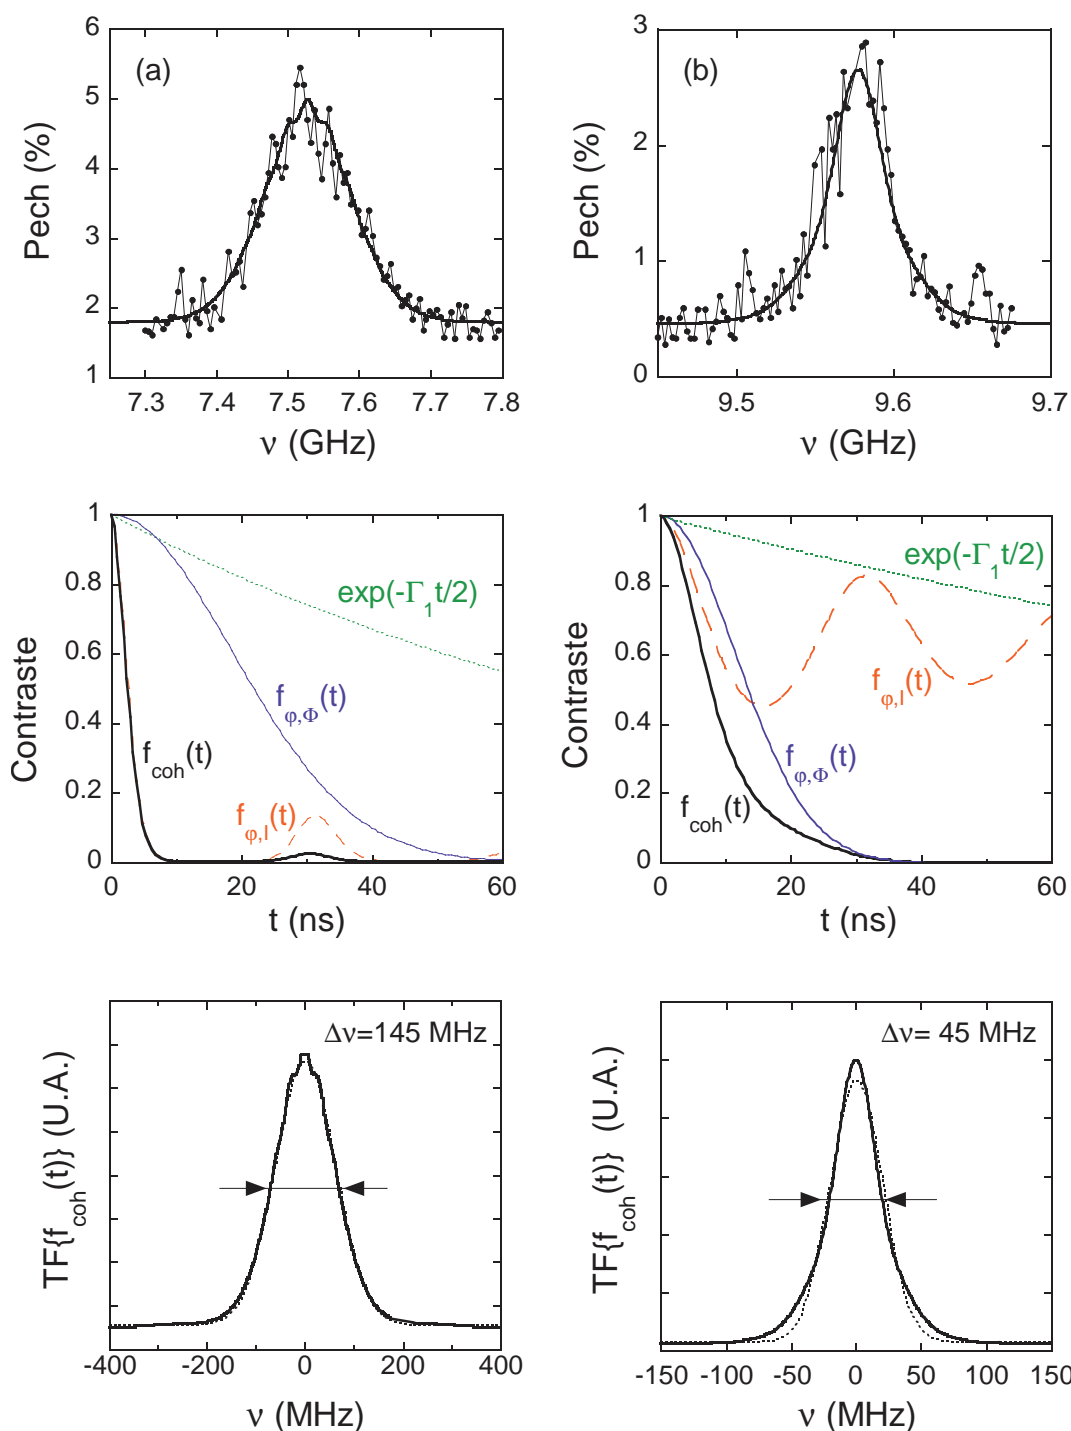 6
5
4
3
2
1
Pech (%)
(a)
7.3 7.4 7.5 7.6 7.7 7.8
ν (GHz)
3
2
1
0
Pech (%)
(b)
9.5 9.6 9.7
ν (GHz)
1
0.8
0.6
0.4
0.2
0
Contraste
exp(-Γ1t/2)
fφ,Φ(t)
fcoh(t)
fφ,I(t)
0 20 40 60
t (ns)
1
0.8
0.6
0.4
0.2
0
Contraste
exp(-Γ1t/2)
fφ,I(t)
fφ,Φ(t)
fcoh(t)
0 20 40 60
t (ns)
TF{fcoh(t)} (U.A.)
Δν=145 MHz
-400 -200 0 200 400
ν (MHz)
TF{fcoh(t)} (U.A.)
Δν= 45 MHz
-150 -100 -50 0 50 100 150
ν (MHz)